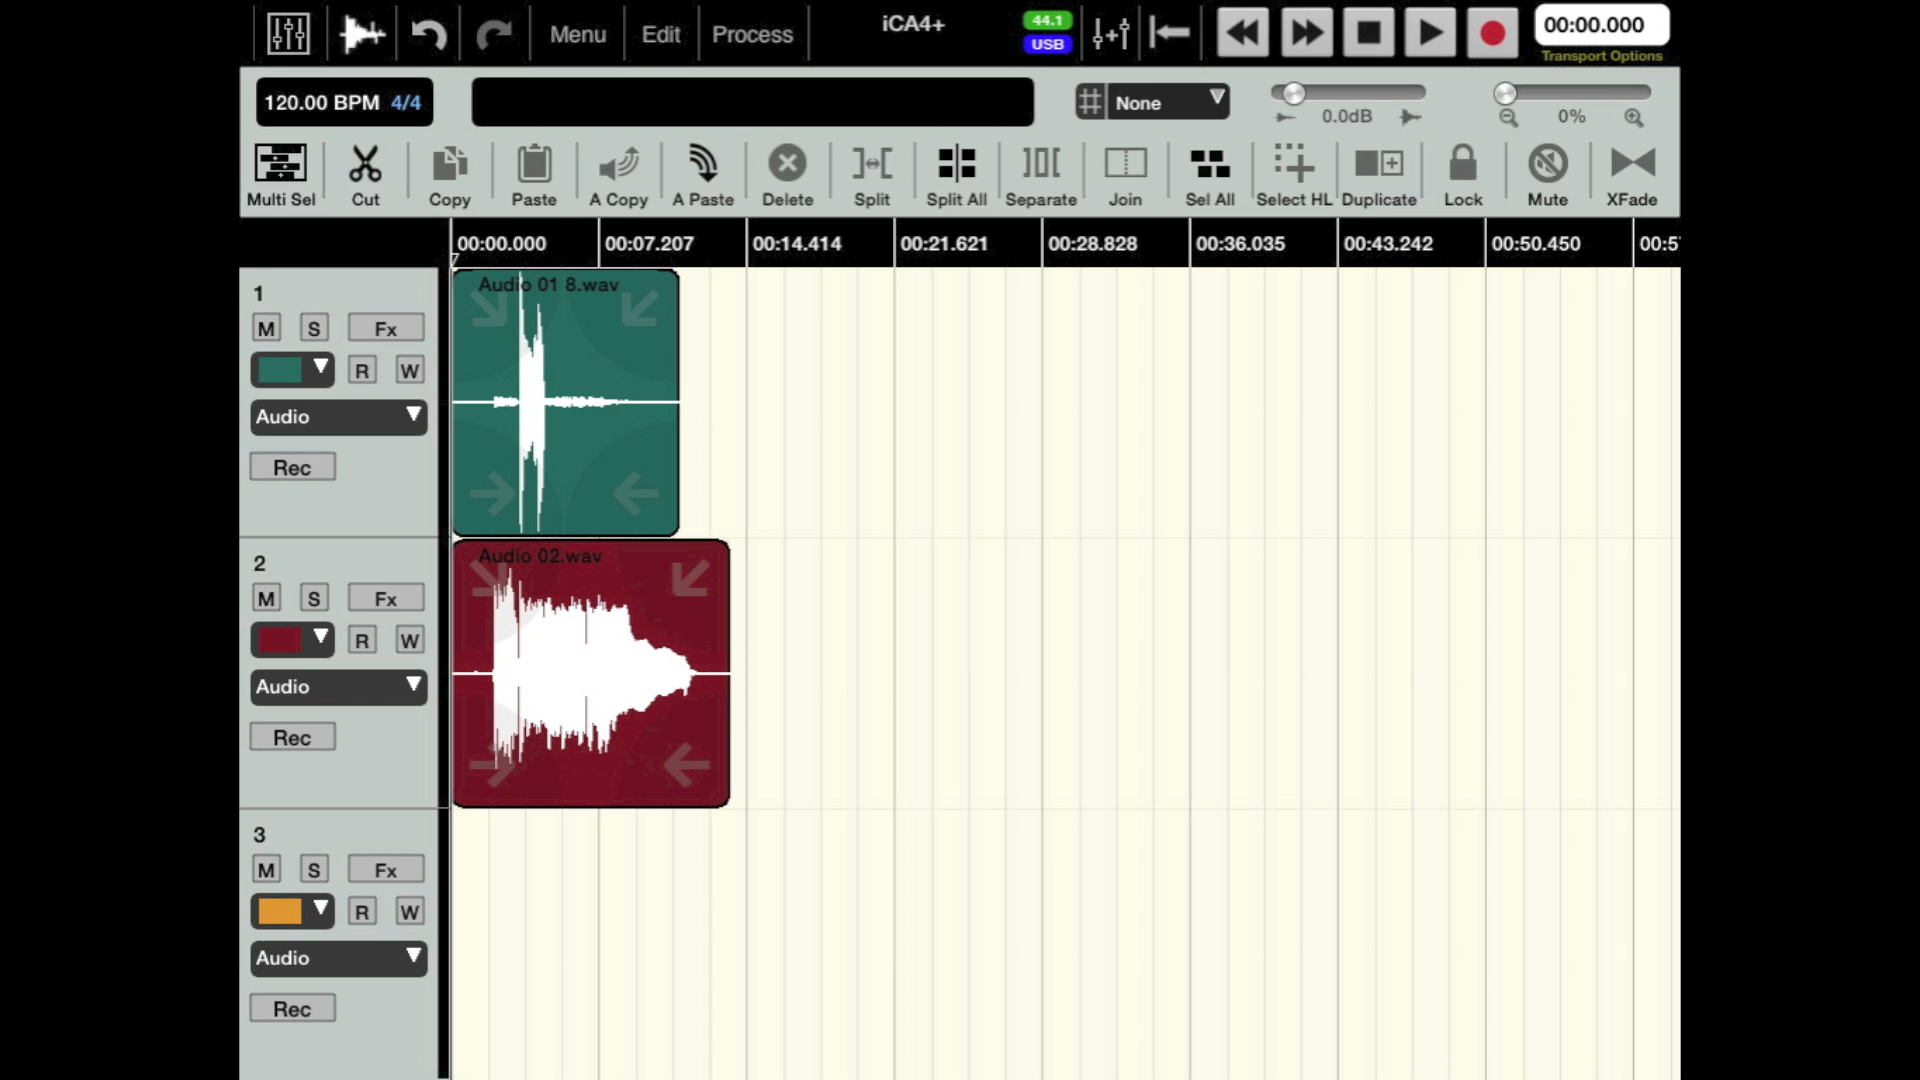 Menu Edit Process iCA4+ 44.1 USB 00:00.000
Transport Options
120.00 BPM 4/4 None 0.0dB 0%
Multi Sel Cut Copy Paste A Copy A Paste Delete Split Split All Separate Join Sel All Select HL Duplicate Lock Mute XFade
00:00.000 00:07.207 00:14.414 00:21.621 00:28.828 00:36.035 00:43.242 00:50.450 00:5
1 Audio 01 8.wav
M S Fx
R W
Audio
Rec
2 Audio 02.wav
M S Fx
R W
Audio
Rec
3
M S Fx
R W
Audio
Rec